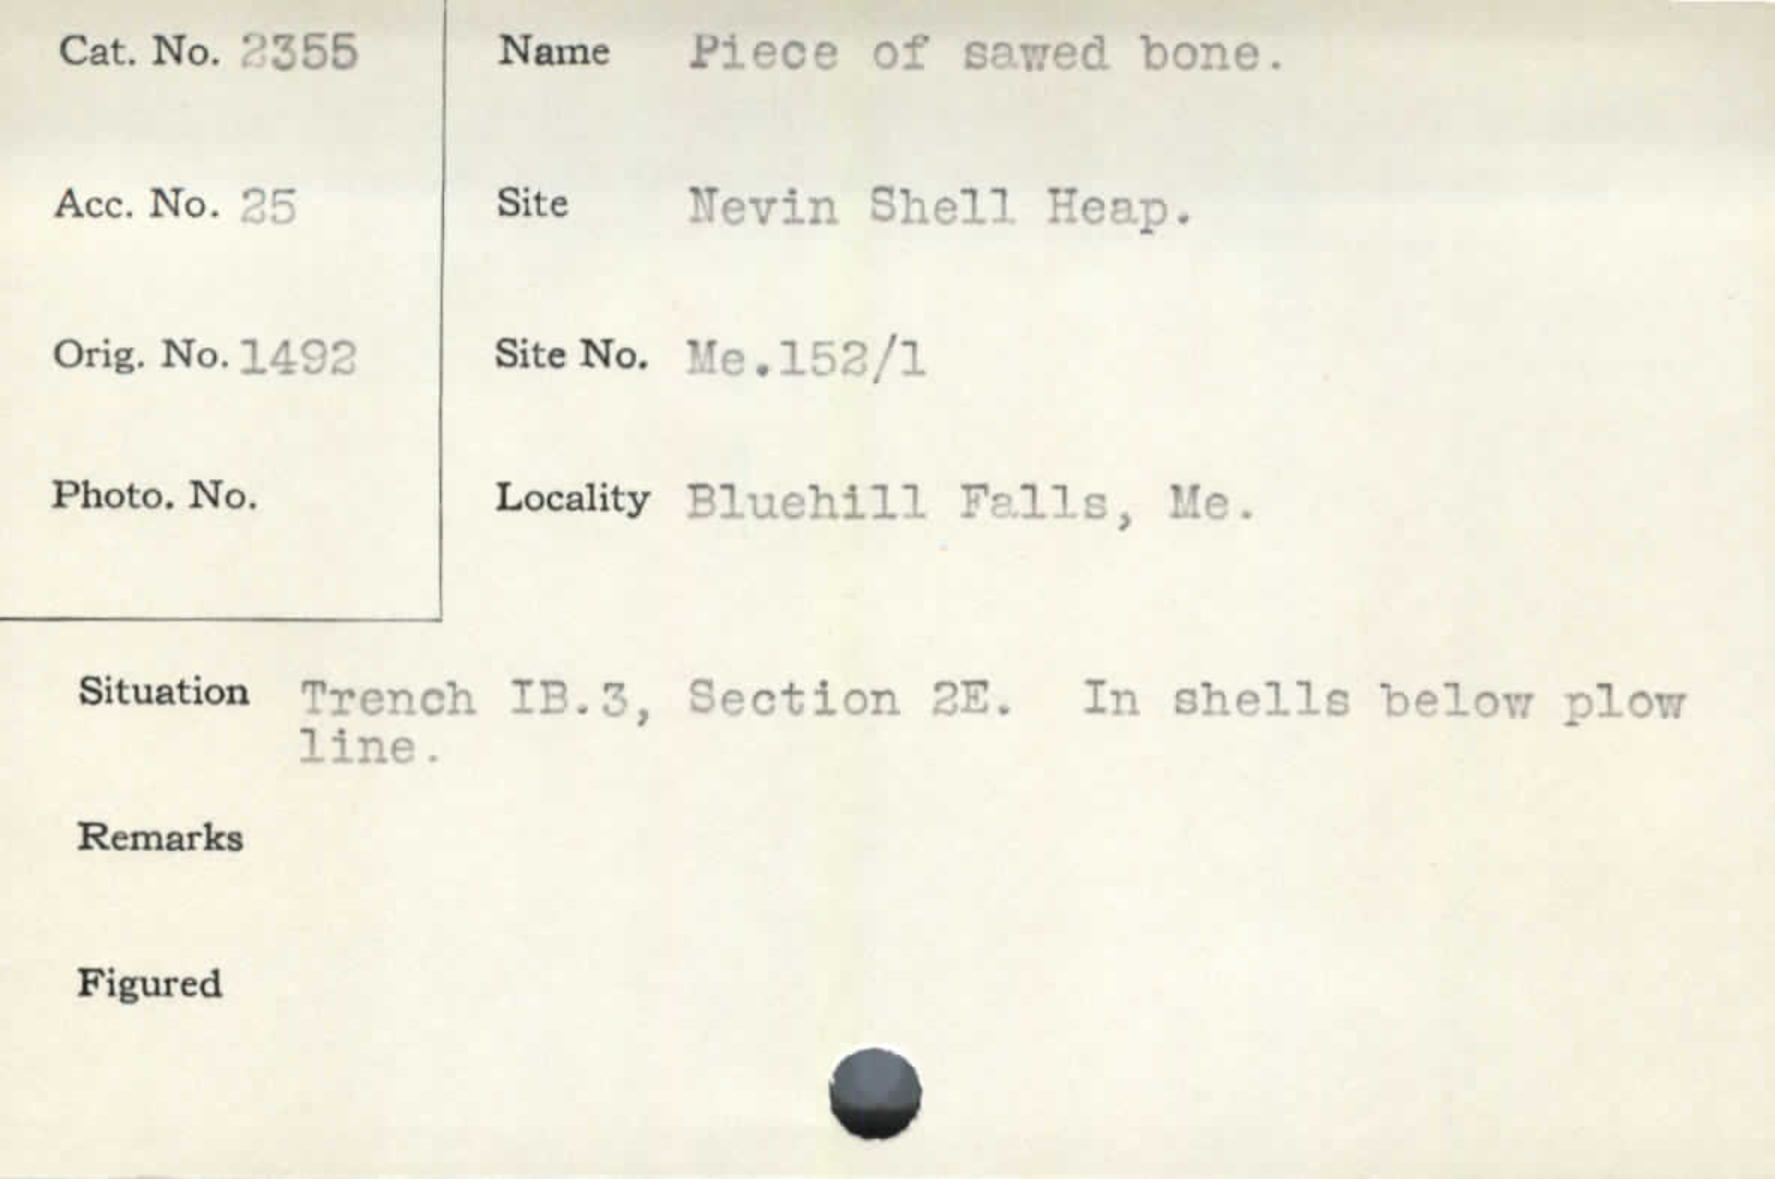 Cat. No. 2355
Name Piece of sawed bone.
Acc. No. 25
Site Nevin Shell Heap.
Orig. No. 1492
Site No. Me.152/1
Photo. No.
Locality Bluehill Falls, Me.
Situation Trench IB.3, Section 2E. In shells below plow
line.
Remarks
Figured